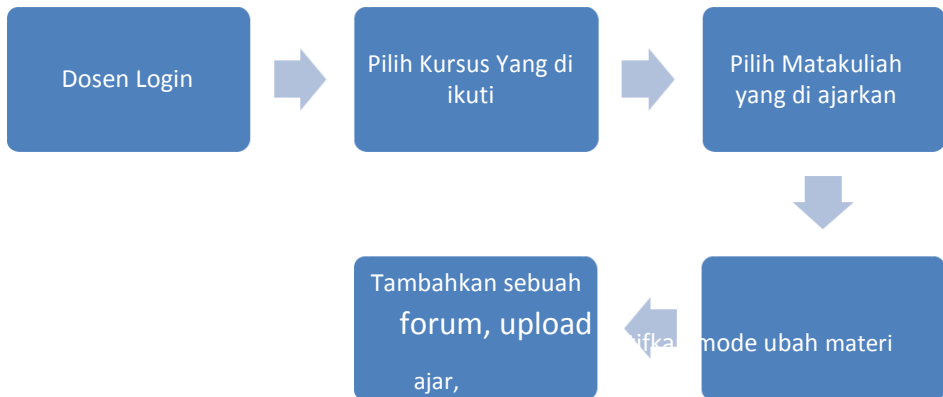 Dosen Login
Pilih Kursus Yang di
ikuti
Pilih Matakuliah
yang di ajarkan
Tambahkan sebuah
forum, upload
mode ubah materi
ajar,